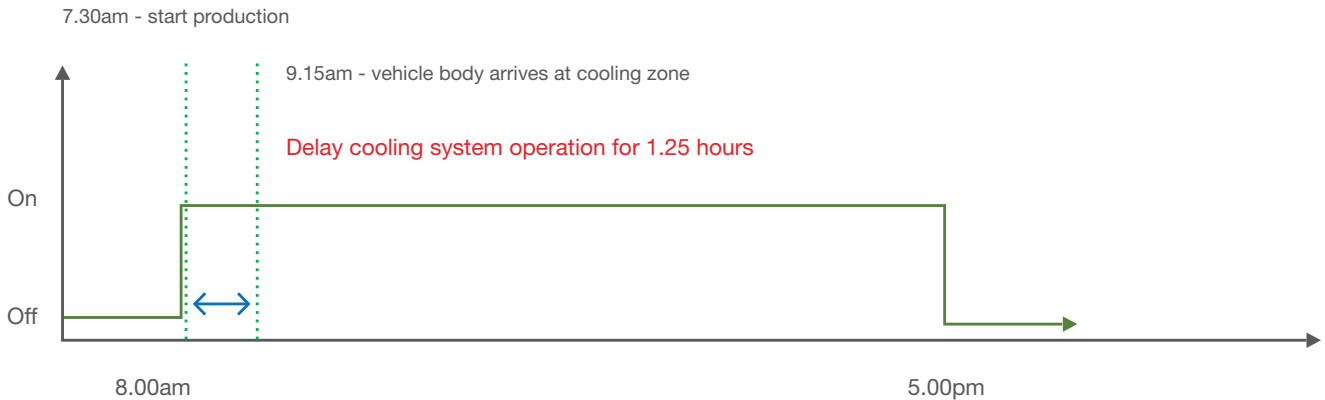 7.30am - start production
9.15am - vehicle body arrives at cooling zone
Delay cooling system operation for 1.25 hours
On
Off
8.00am
5.00pm